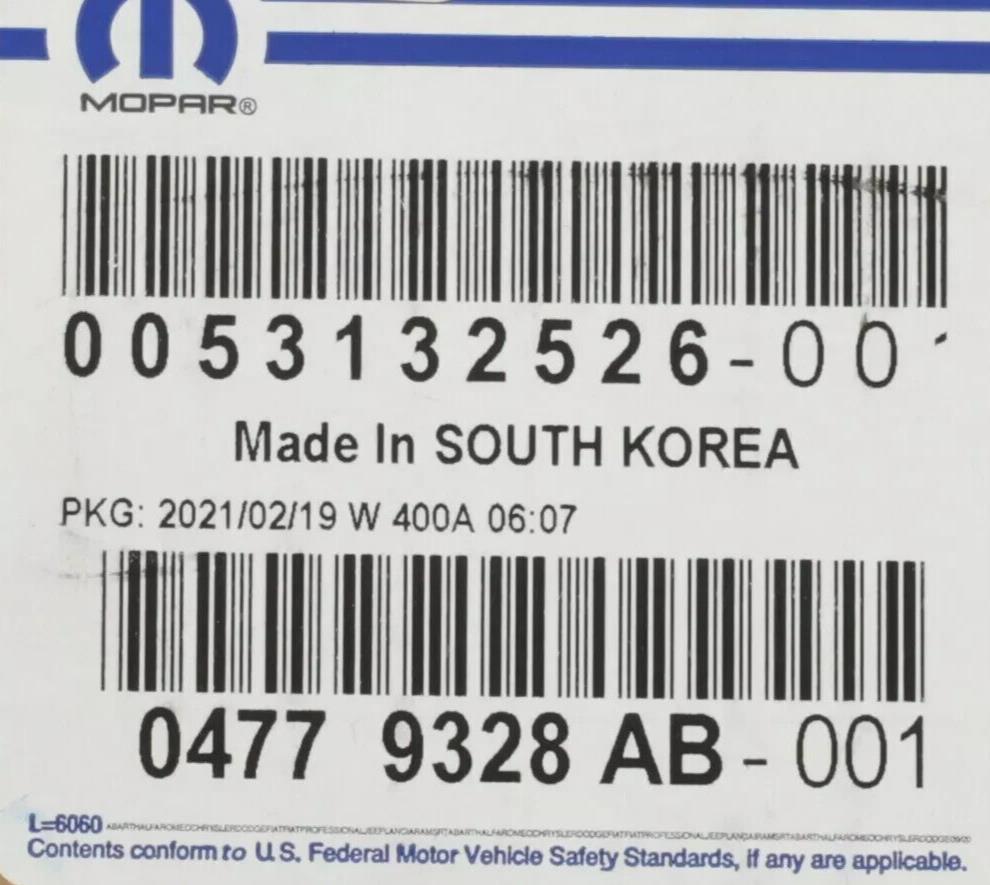 MOPAR®
0053132526-00
Made In SOUTH KOREA
PKG: 2021/02/19 W 400A 06:07
0477 9328 AB-001
L=6060
Contents conform to U.S. Federal Motor Vehicle Safety Standards, if any are applicable.